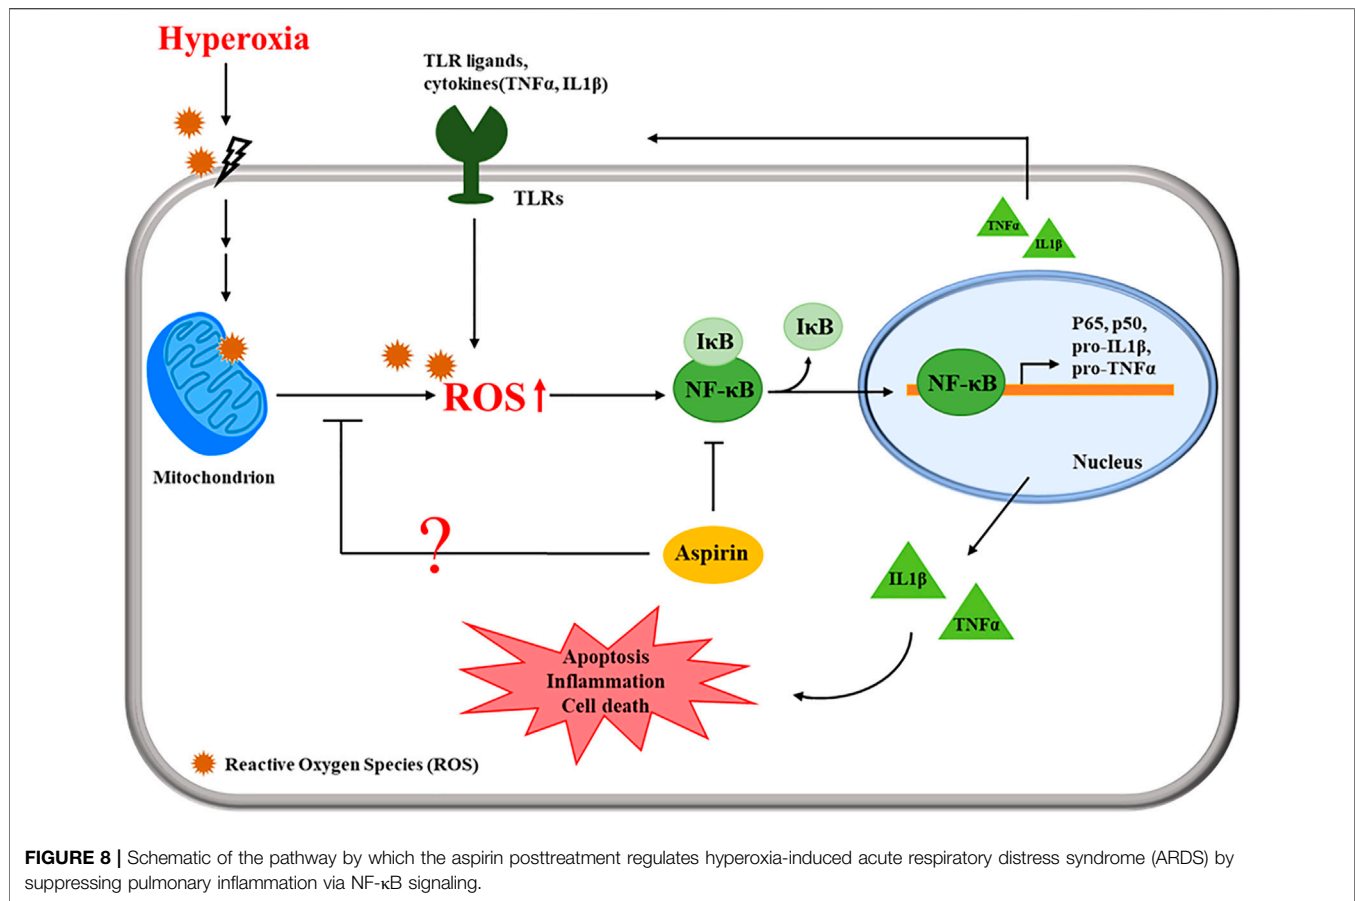 Hyperoxia
TLR ligands,
cytokines(TNFα, IL1β)
TLRs
TNFα
IL1β
IκB
NF-κB
IκB
P65, p50,
pro-IL1β,
pro-TNFα
NF-κB
Nucleus
ROS
Mitochondrion
?
Aspirin
IL1β
TNFα
Apoptosis
Inflammation
Cell death
Reactive Oxygen Species (ROS)
FIGURE 8 | Schematic of the pathway by which the aspirin posttreatment regulates hyperoxia-induced acute respiratory distress syndrome (ARDS) by
suppressing pulmonary inflammation via NF-κB signaling.